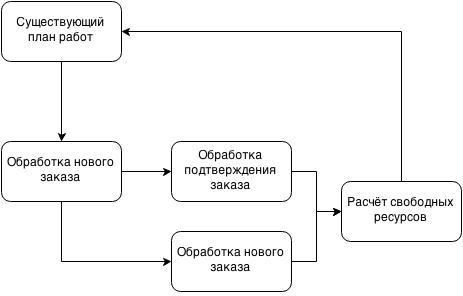 Существующий
план работ
Обработка нового
заказа
Обработка
подтверждения
заказа
Обработка нового
заказа
Расчёт свободных
ресурсов